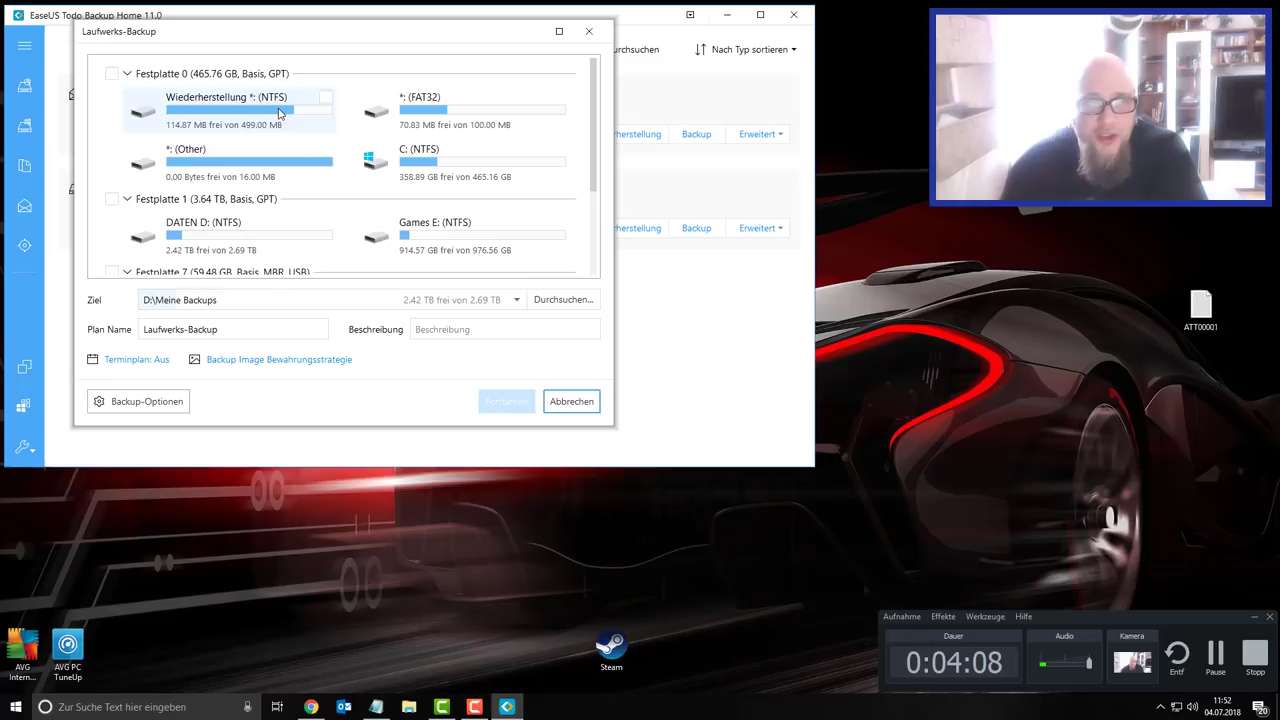 EaseUS Todo Backup Home 11.0
Laufwerks-Backup
Nach Typ sortieren
Festplatte 0 (465.76 GB, Basis, GPT)
Wiederherstellung *: (NTFS)
114.87 MB frei von 499.00 MB
*: (FAT32)
70.83 MB frei von 100.00 MB
*: (Other)
0.00 Bytes frei von 16.00 MB
C: (NTFS)
358.89 GB frei von 465.16 GB
Festplatte 1 (3.64 TB, Basis, GPT)
DATEN D: (NTFS)
2.42 TB frei von 2.69 TB
Games E: (NTFS)
914.57 GB frei von 976.56 GB
Festplatte 7 (59.48 GB, Basis, MBR, USB)
Backup Erweitert
Backup Erweitert
Ziel D:\Meine Backups 2.42 TB frei von 2.69 TB Durchsuchen...
Plan Name Laufwerks-Backup Beschreibung Beschreibung
Terminplan: Aus Backup Image Bewahrungsstrategie
Backup-Optionen Fortfahren Abbrechen
ATT00001
AVG
Intern...
AVG PC
TuneUp
Steam
Aufnahme Effekte Werkzeuge Hilfe
Dauer Audio Kamera
0:04:08
Entf Pause Stopp
Zur Suche Text hier eingeben
11:52
04.07.2018
20